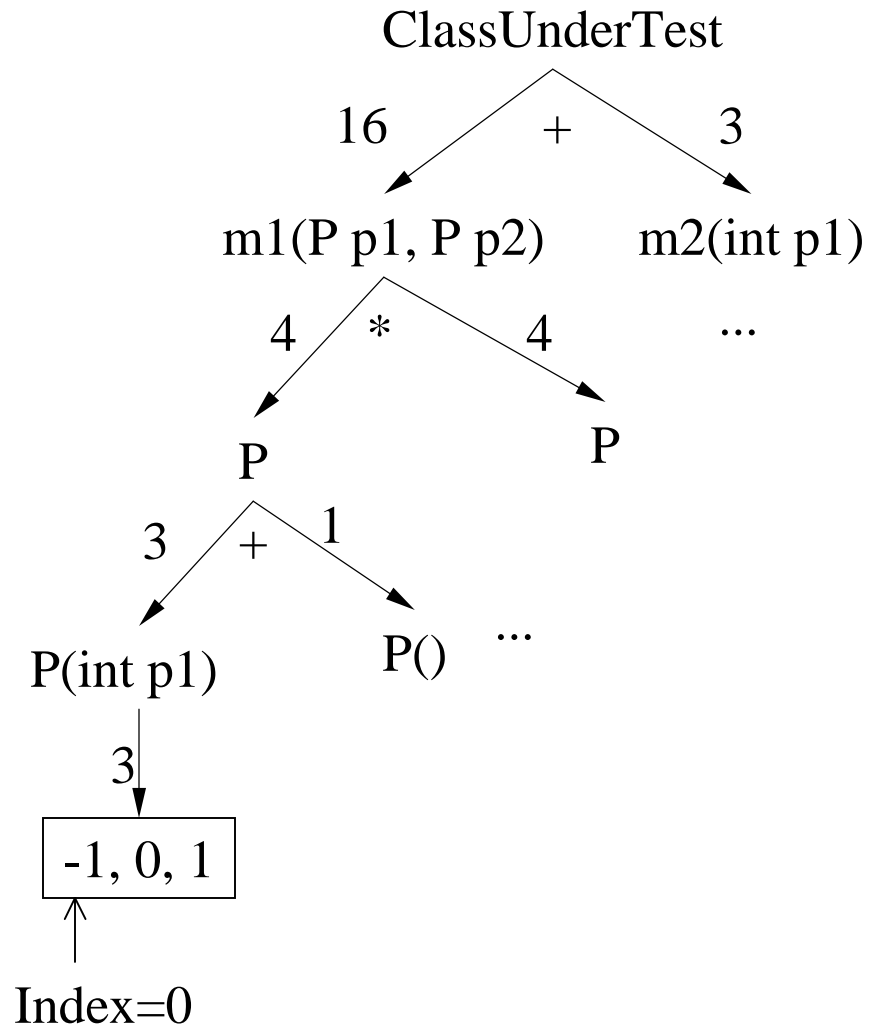 ClassUnderTest
16 + 3
m1(P p1, P p2) m2(int p1)
4 * 4 ...
P P
3 + 1
P(int p1) P() ...
3
-1, 0, 1
Index=0